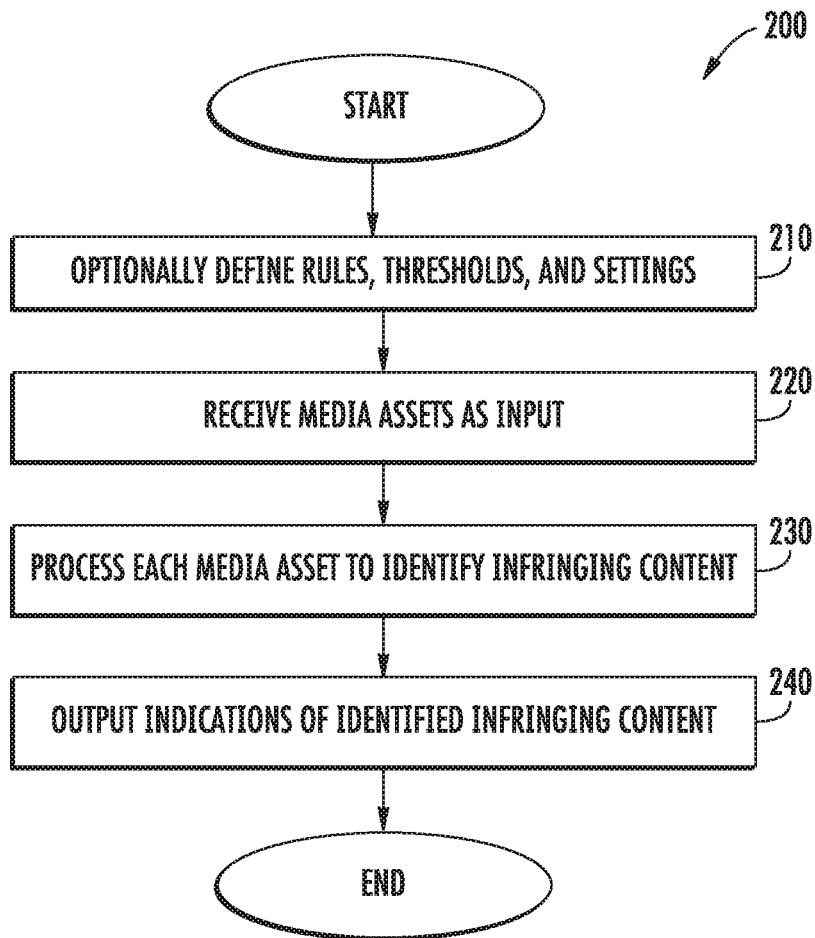 200
START
210
OPTIONALLY DEFINE RULES, THRESHOLDS, AND SETTINGS
220
RECEIVE MEDIA ASSETS AS INPUT
230
PROCESS EACH MEDIA ASSET TO IDENTIFY INFRINGING CONTENT
240
OUTPUT INDICATIONS OF IDENTIFIED INFRINGING CONTENT
END